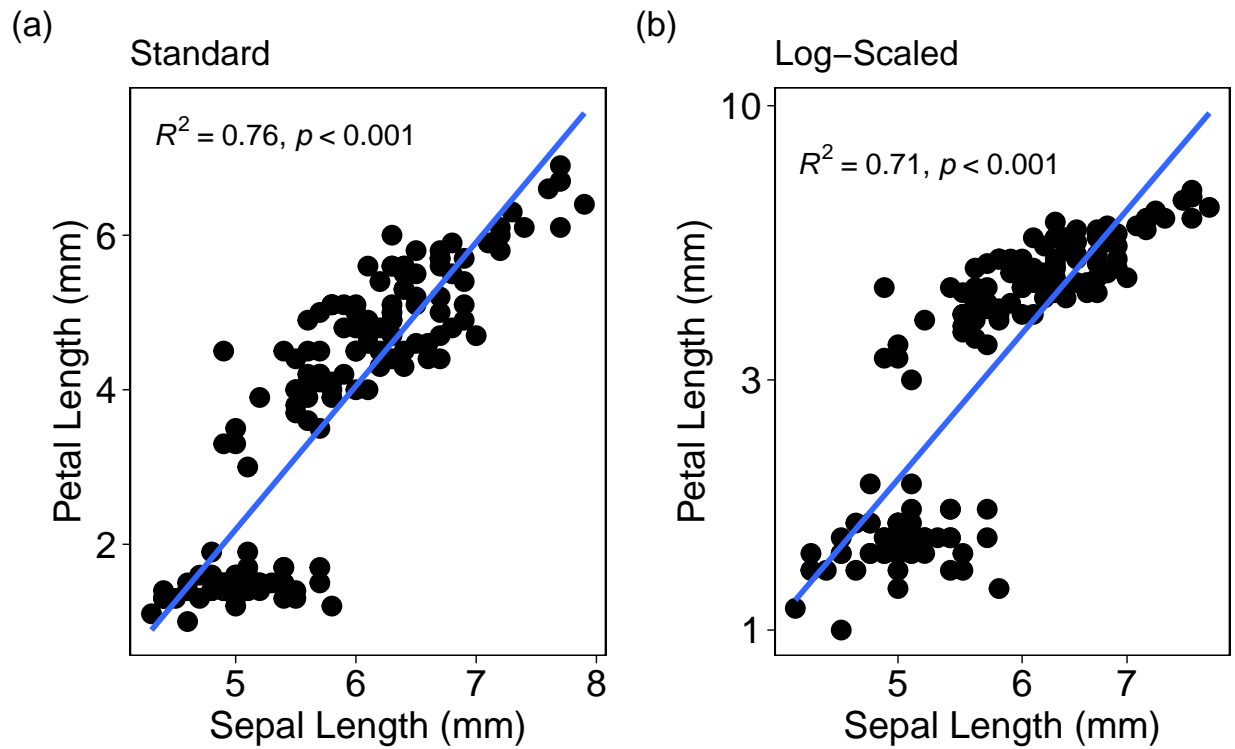 (a)
Standard
R² = 0.76, p < 0.001
6
4
2
Petal Length (mm)
5 6 7 8
Sepal Length (mm)
(b)
Log−Scaled
R² = 0.71, p < 0.001
10
3
1
Petal Length (mm)
5 6 7
Sepal Length (mm)